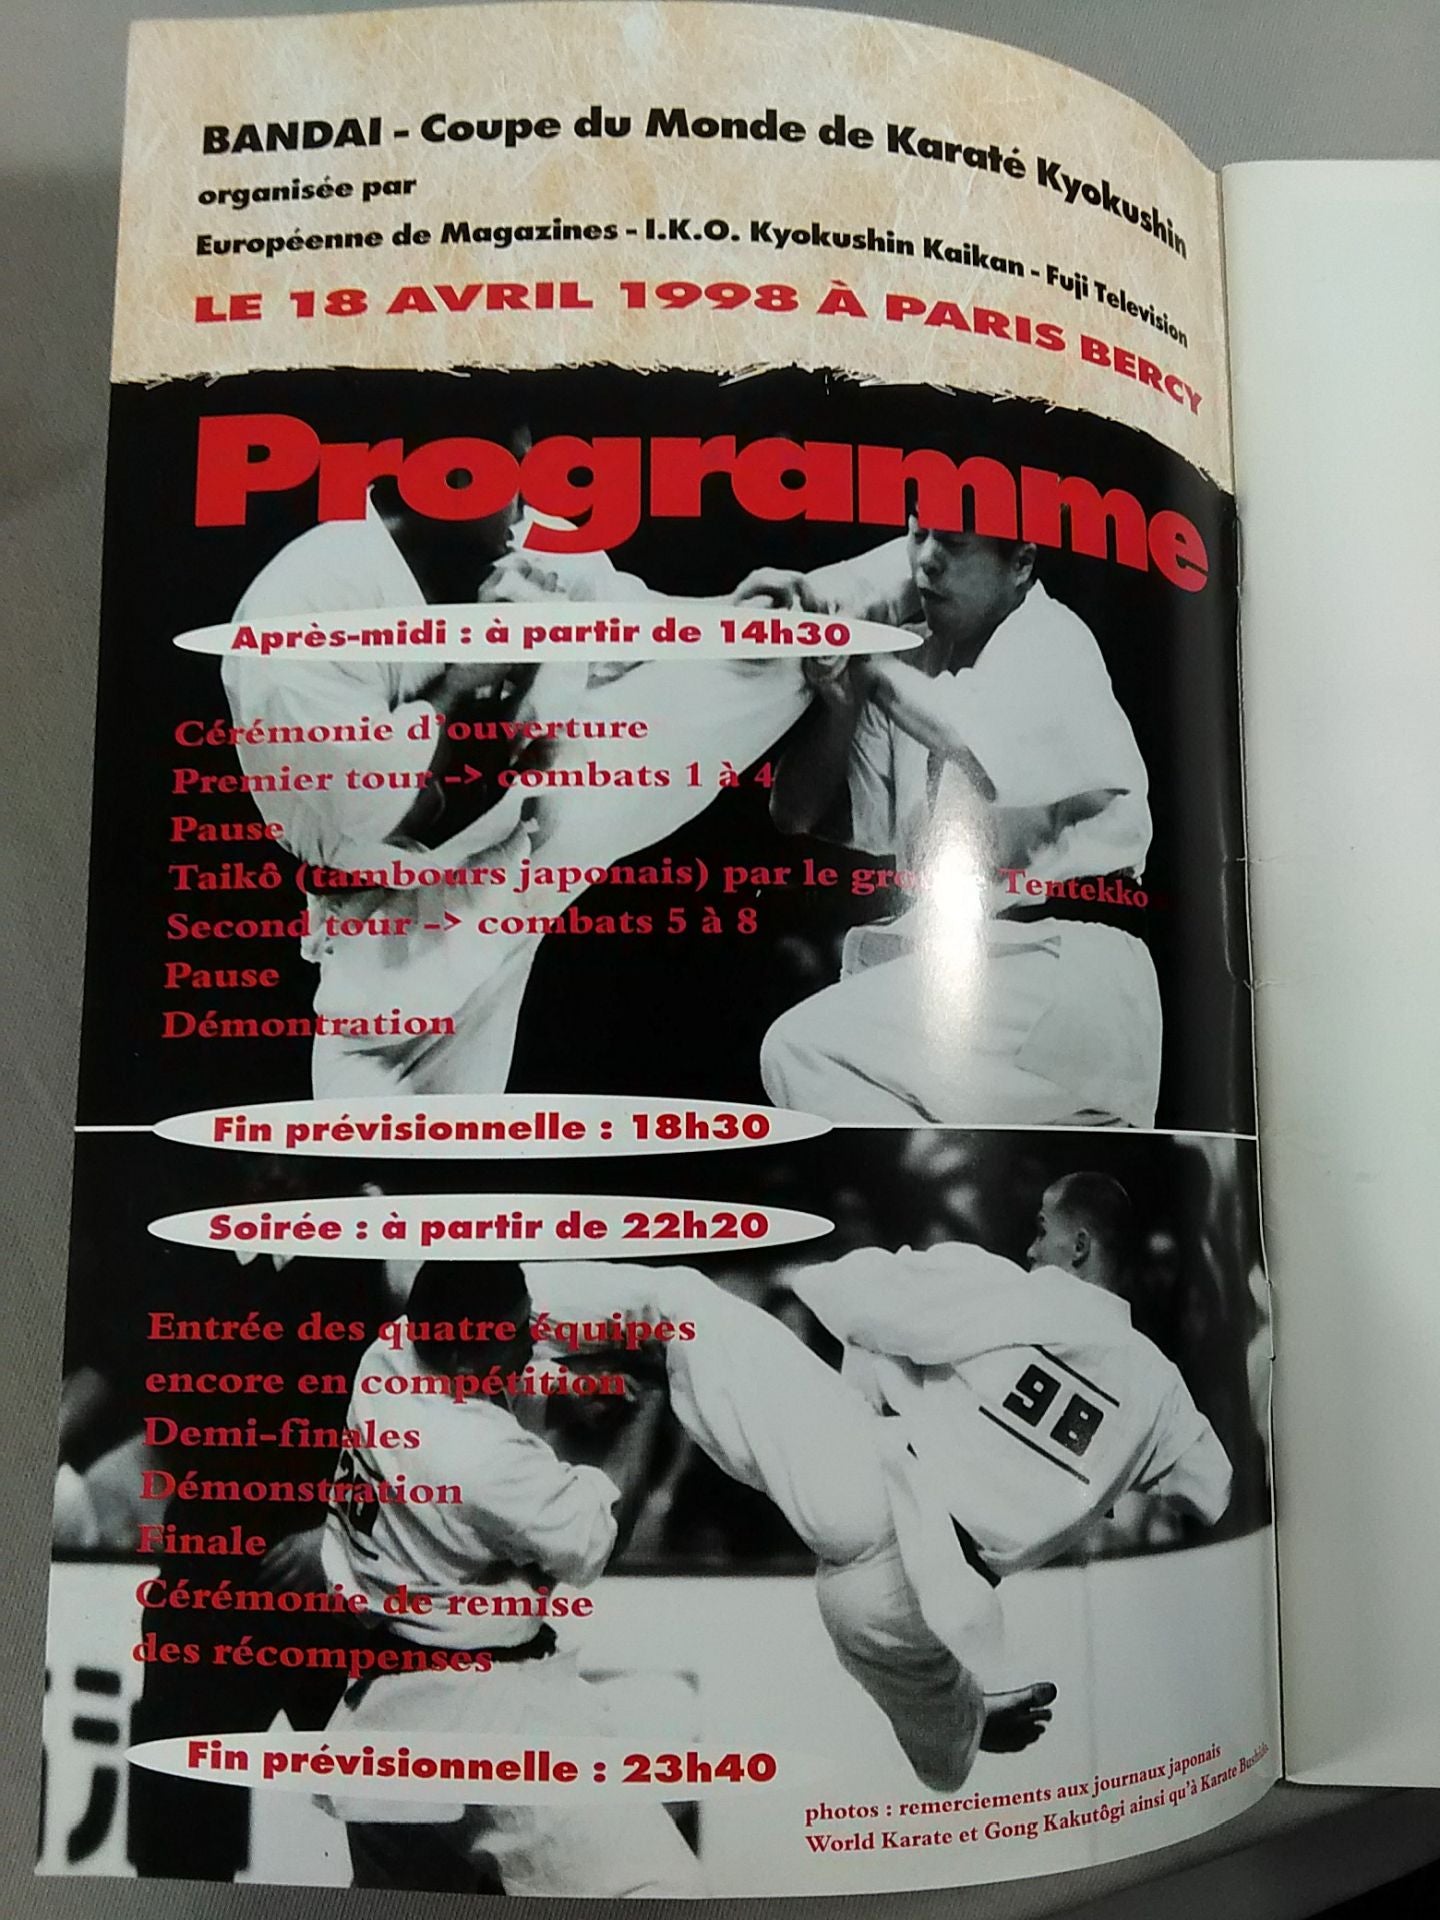 BANDAI - Coupe du Monde de Karaté Kyokushin
organisée par
Européenne de Magazines - I.K.O. Kyokushin Kaikan - Fuji Television
LE 18 AVRIL 1998 À PARIS BERCY
Programme
Après-midi : à partir de 14h30
Cérémonie d'ouverture
Premier tour -> combats 1 à 4
Pause
Taikô (tambours japonais) par le Tentekko
Second tour -> combats 5 à 8
Pause
Démontration
Fin prévisionnelle : 18h30
Soirée : à partir de 22h20
Entrée des quatre équipes
encore en compétition
Demi-finales
Démonstration
Finale
Cérémonie de remise
des récompenses
Fin prévisionnelle : 23h40
98
photos : remerciements aux journaux japonais
World Karate et Gong Kakutôgi ainsi qu'à Karate Bushido